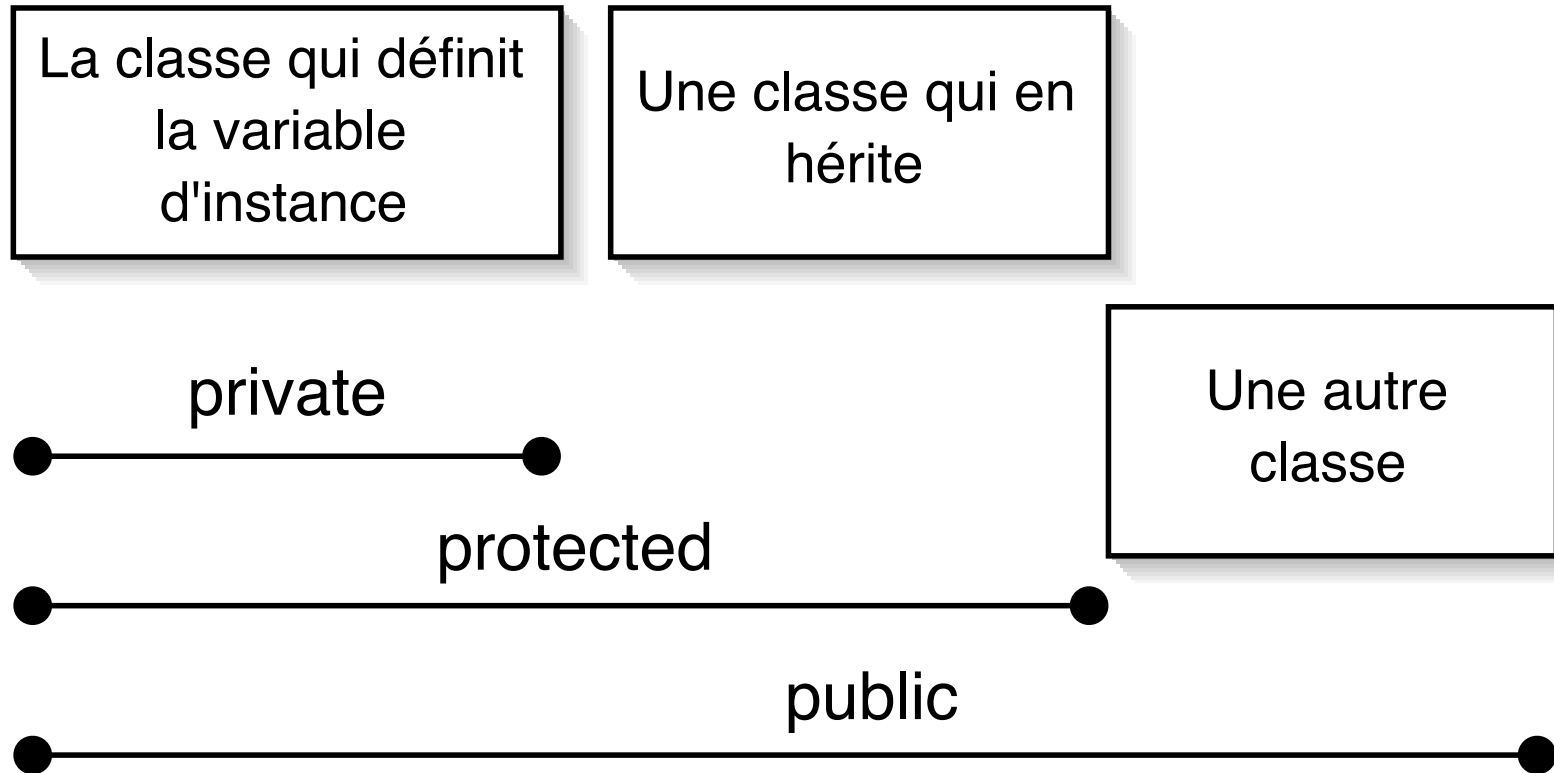 La classe qui définit
la variable
d'instance
Une classe qui en
hérite
private
Une autre
classe
protected
public